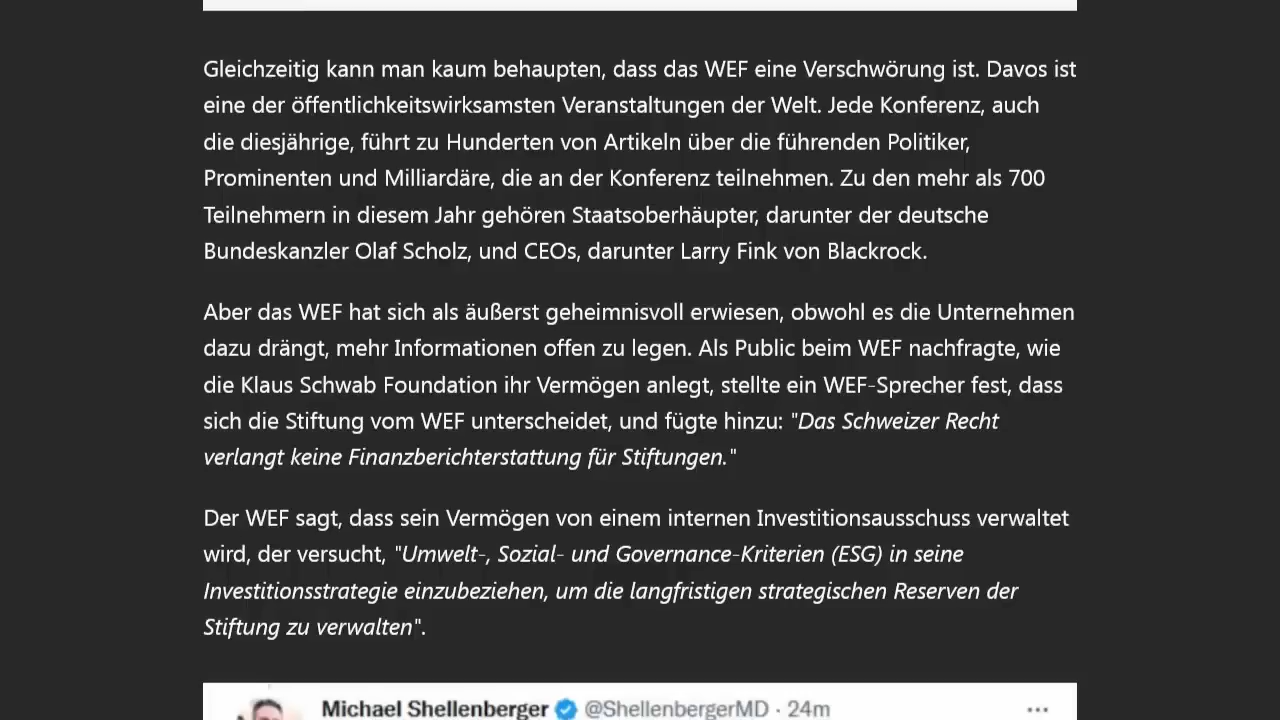 Gleichzeitig kann man kaum behaupten, dass das WEF eine Verschwörung ist. Davos ist
eine der öffentlichkeitswirksamsten Veranstaltungen der Welt. Jede Konferenz, auch
die diesjährige, führt zu Hunderten von Artikeln über die führenden Politiker,
Prominenten und Milliardäre, die an der Konferenz teilnehmen. Zu den mehr als 700
Teilnehmern in diesem Jahr gehören Staatsoberhäupter, darunter der deutsche
Bundeskanzler Olaf Scholz, und CEOs, darunter Larry Fink von Blackrock.
Aber das WEF hat sich als äußerst geheimnisvoll erwiesen, obwohl es die Unternehmen
dazu drängt, mehr Informationen offen zu legen. Als Public beim WEF nachfragte, wie
die Klaus Schwab Foundation ihr Vermögen anlegt, stellte ein WEF-Sprecher fest, dass
sich die Stiftung vom WEF unterscheidet, und fügte hinzu: "Das Schweizer Recht
verlangt keine Finanzberichterstattung für Stiftungen."
Der WEF sagt, dass sein Vermögen von einem internen Investitionsausschuss verwaltet
wird, der versucht, "Umwelt-, Sozial- und Governance-Kriterien (ESG) in seine
Investitionsstrategie einzubeziehen, um die langfristigen strategischen Reserven der
Stiftung zu verwalten".
Michael Shellenberger @ShellenbergerMD · 24m ···